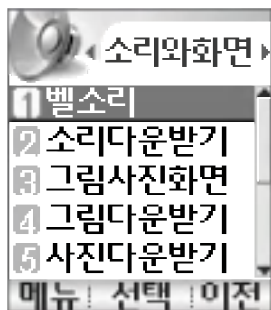 소리와화면
1 벨소리
2 소리다운받기
3 그림사진화면
4 그림다운받기
5 사진다운받기
메뉴 선택 이전